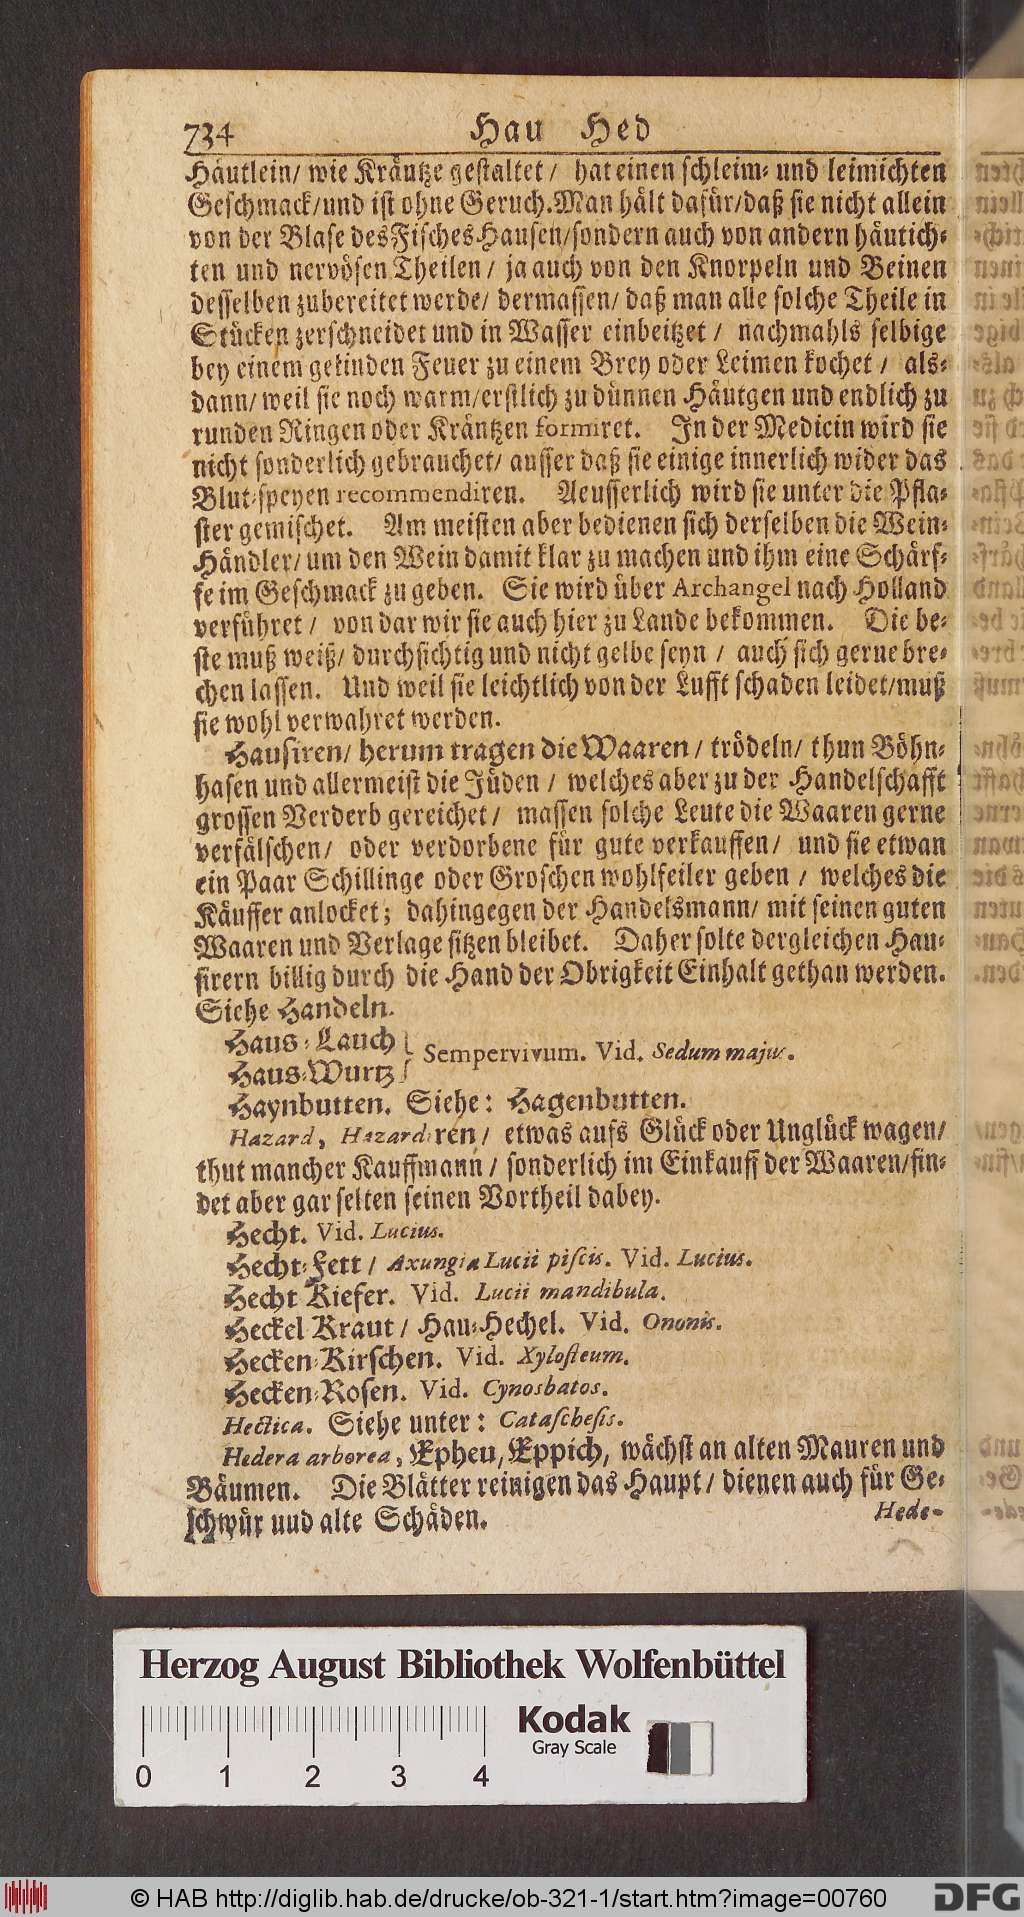 734 Hau Hed
Häutlein/ wie Kräutze gestaltet/ hat einen schleim- und leimichten
Geschmack/und ist ohne Geruch. Man hält dafür/daß sie nicht allein
von der Blase des Fisches Hausen/sondern auch von andern häutich-
ten und nervösen Theilen/ ja auch von den Knorpeln und Beinen
desselben zubereitet werde/ dermassen/ daß man alle solche Theile in
Stücken zerschneidet und in Wasser einbeitzet/ nachmahls selbige
bey einem gelinden Feuer zu einem Brey oder Leimen kochet/ als-
dann/ weil sie noch warm/erstlich zu dünnen Häutgen und endlich zu
runden Ringen oder Kräntzen formiret. In der Medicin wird sie
nicht sonderlich gebrauchet/ ausser daß sie einige innerlich wider das
Blut-speyen recommendiren. Aeusserlich wird sie unter die Pfla-
ster gemischet. Am meisten aber bedienen sich derselben die Wein-
Händler/ um den Wein damit klar zu machen und ihm eine Schärf-
fe im Geschmack zu geben. Sie wird über Archangel nach Holland
verführet/ von dar wir sie auch hier zu Lande bekommen. Die be-
ste muß weiß/ durchsichtig und nicht gelbe seyn/ auch sich gerne bre-
chen lassen. Und weil sie leichtlich von der Lufft schaden leidet/muß
sie wohl verwahret werden.
Hausiren/ herum tragen die Waaren/ trödeln/ thun Böhn-
hasen und allermeist die Jüden/ welches aber zu der Handelschafft
grossen Verderb gereichet/ massen solche Leute die Waaren gerne
verfälschen/ oder verdorbene für gute verkauffen/ und sie etwan
ein Paar Schillinge oder Groschen wohlfeiler geben/ welches die
Käuffer anlocket; dahingegen der Handelsmann/ mit seinen guten
Waaren und Verlage sitzen bleibet. Daher solte dergleichen Hau-
sirern billig durch die Hand der Obrigkeit Einhalt gethan werden.
Siehe Handeln.
Haus-Lauch
Haus-Wurtz } Sempervivum. Vid. Sedum majus.
Haynbutten. Siehe: Hagenbutten.
Hazard, Hazardiren/ etwas aufs Glück oder Unglück wagen/
thut mancher Kauffmann/ sonderlich im Einkauff der Waaren/fin-
det aber gar selten seinen Vortheil dabey.
Hecht. Vid. Lucius.
Hecht-Fett/ Axungia Lucii piscis. Vid. Lucius.
Hecht Kiefer. Vid. Lucii mandibula.
Heckel Kraut/ Hau-Hechel. Vid. Ononis.
Hecken-Kirschen. Vid. Xylosteum.
Hecken-Rosen. Vid. Cynosbatos.
Hectica. Siehe unter: Cataschesis.
Hedera arborea, Epheu, Eppich, wächst an alten Mauren und
Bäumen. Die Blätter reinigen das Haupt/ dienen auch für Ge-
schwür und alte Schäden.
Hede-
Herzog August Bibliothek Wolfenbüttel
Kodak
Gray Scale
0 1 2 3 4
© HAB http://diglib.hab.de/drucke/ob-321-1/start.htm?image=00760
DFG